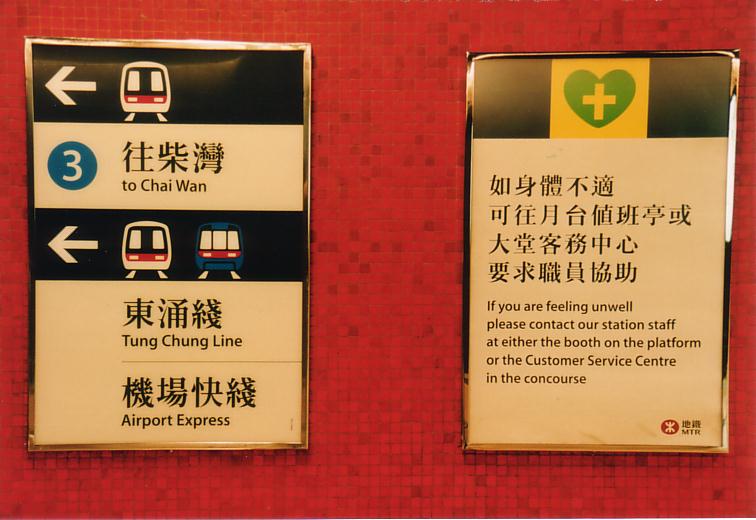 3
往柴灣
to Chai Wan
東涌綫
Tung Chung Line
機場快綫
Airport Express
如身體不適
可往月台值班亭或
大堂客務中心
要求職員協助
If you are feeling unwell
please contact our station staff
at either the booth on the platform
or the Customer Service Centre
in the concourse
地鐵
MTR